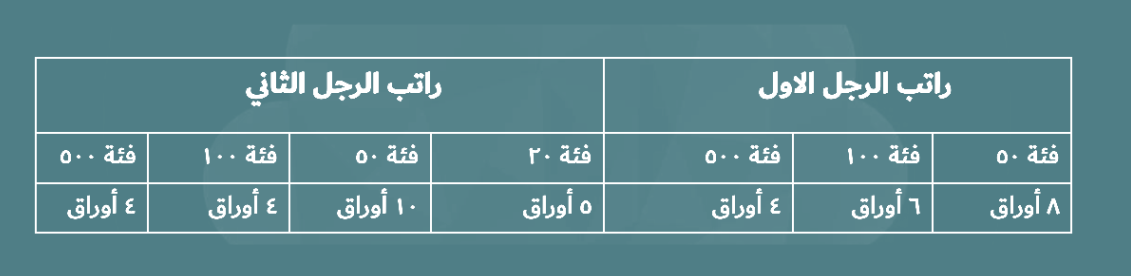 راتب الرجل الاول	راتب الرجل الثاني
فئة ٥٠	فئة ١٠٠	فئة ٥٠٠	فئة ٢٠	فئة ٥٠	فئة ١٠٠	فئة ٥٠٠
٨ أوراق	٦ أوراق	٤ أوراق	٥ أوراق	١٠ أوراق	٤ أوراق	٤ أوراق